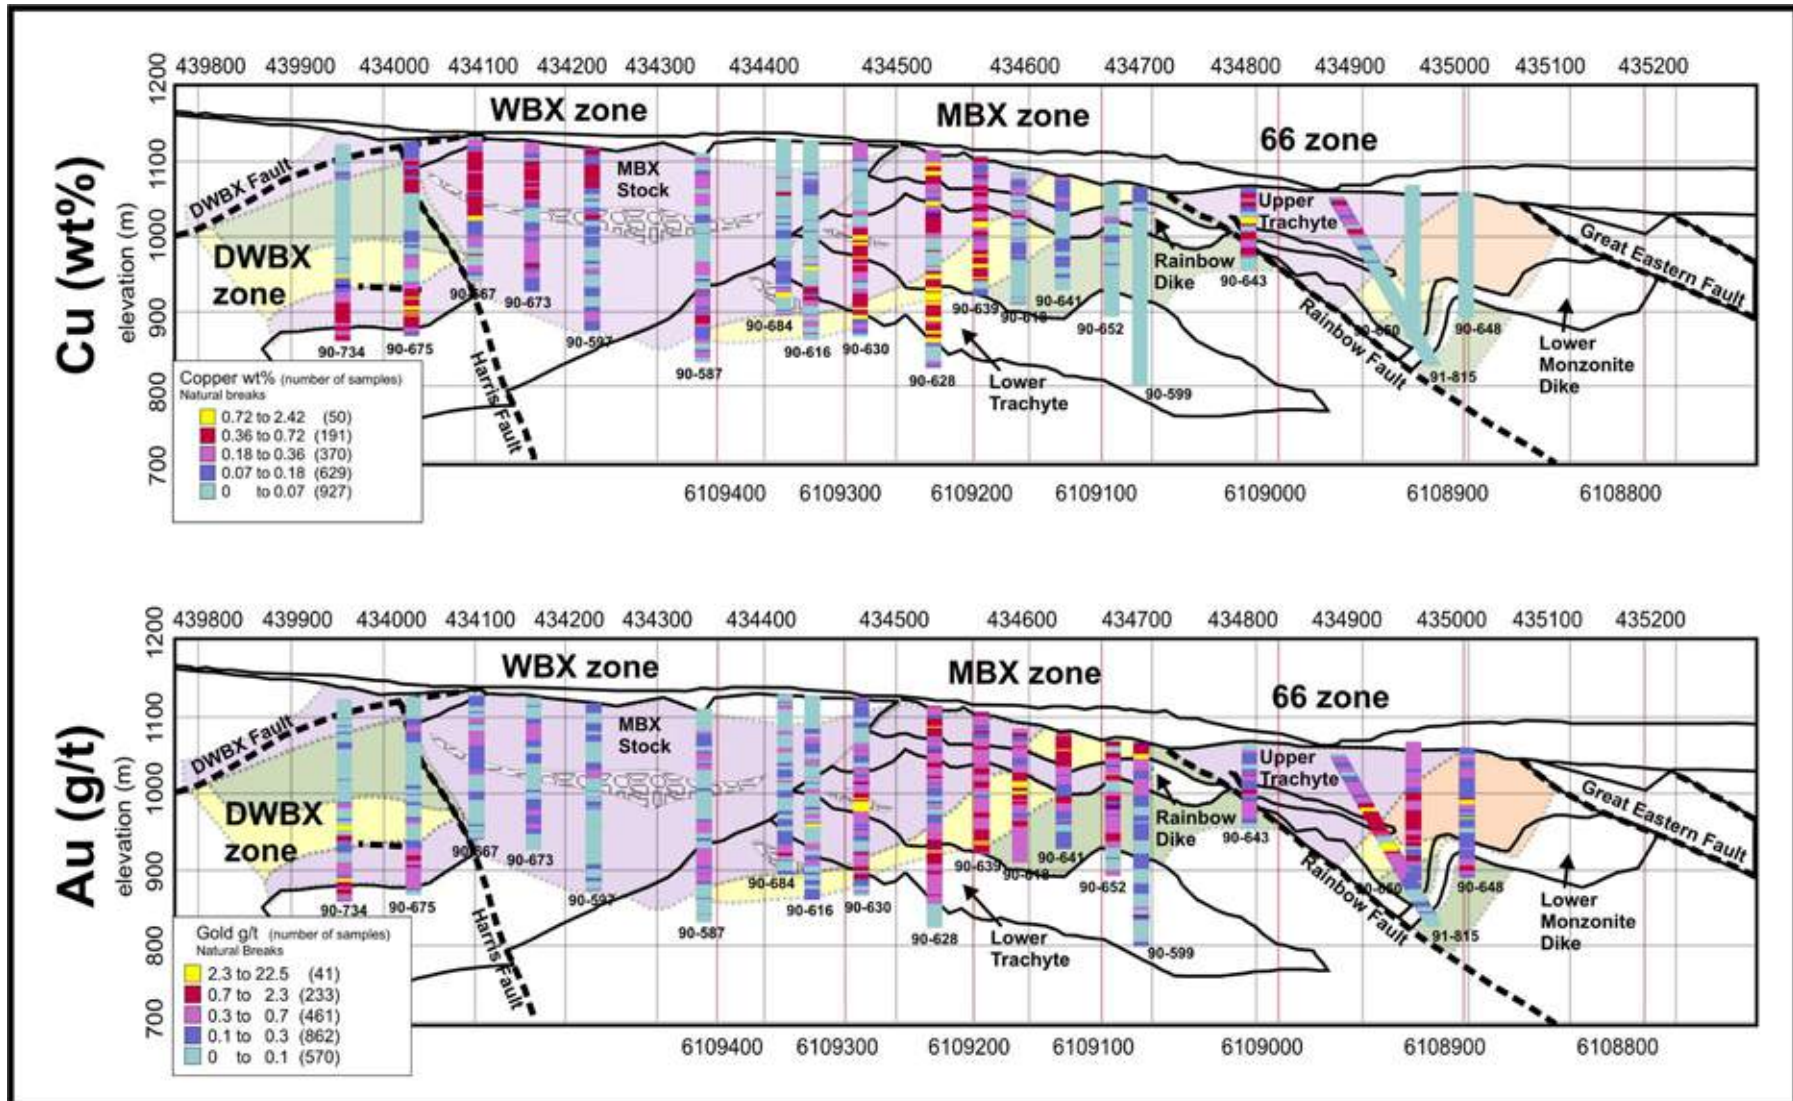 439800 439900 434000 434100 434200 434300 434400 434500 434600 434700 434800 434900 435000 435100 435200
Cu (wt%)
elevation (m)
1200
1100
1000
900
800
700
WBX zone
MBX zone
66 zone
DWBX Fault
MBX
Stock
Upper
Trachyte
DWBX
zone
Rainbow
Dike
Great Eastern Fault
90-667
90-673
90-639
90-618
90-641
90-643
90-684
90-652
90-650
90-648
90-734
90-675
90-597
90-616
90-630
Rainbow Fault
Lower
Monzonite
Dike
90-587
90-628
Lower
Trachyte
90-599
91-815
Harris Fault
Copper wt% (number of samples)
Natural breaks
0.72 to 2.42 (50)
0.36 to 0.72 (191)
0.18 to 0.36 (370)
0.07 to 0.18 (629)
0 to 0.07 (927)
6109400 6109300 6109200 6109100 6109000 6108900 6108800
439800 439900 434000 434100 434200 434300 434400 434500 434600 434700 434800 434900 435000 435100 435200
Au (g/t)
elevation (m)
1200
1100
1000
900
800
700
WBX zone
MBX zone
66 zone
DWBX Fault
MBX
Stock
Upper
Trachyte
DWBX
zone
Rainbow
Dike
Great Eastern Fault
90-667
90-673
90-639
90-618
90-641
90-643
90-684
90-652
90-650
90-648
90-734
90-675
90-597
90-616
90-630
Rainbow Fault
Lower
Monzonite
Dike
90-587
90-628
Lower
Trachyte
90-599
91-815
Harris Fault
Gold g/t (number of samples)
Natural Breaks
2.3 to 22.5 (41)
0.7 to 2.3 (233)
0.3 to 0.7 (461)
0.1 to 0.3 (862)
0 to 0.1 (570)
6109400 6109300 6109200 6109100 6109000 6108900 6108800